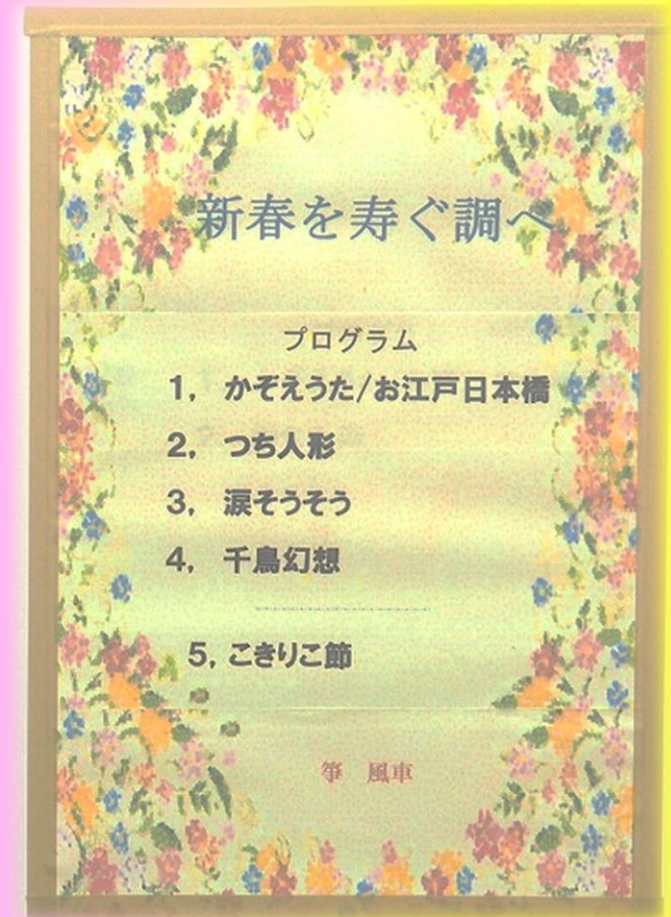 新春を寿ぐ調べ
プログラム
1, かぞえうた/お江戸日本橋
2, つち人形
3, 涙そうそう
4, 千鳥幻想
5, こきりこ節
箏 風車